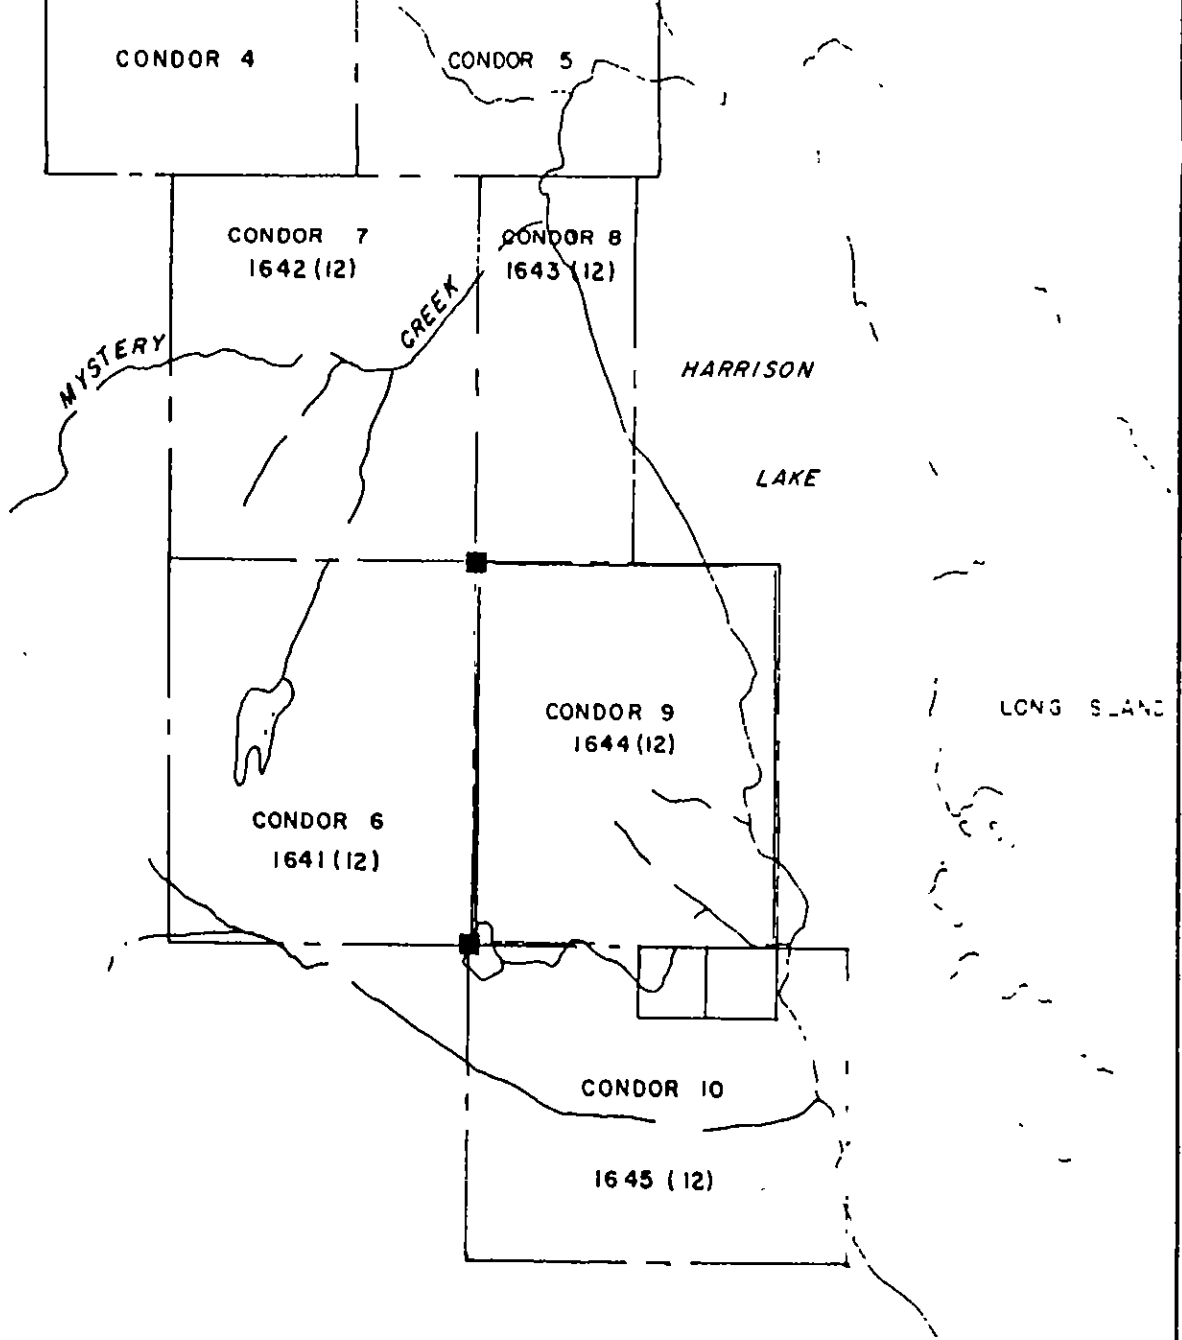 CONDOR 4
CONDOR 5
CONDOR 7
1642 (12)
CONDOR 8
1643 (12)
MYSTERY CREEK
HARRISON
LAKE
CONDOR 9
1644 (12)
LONG
CONDOR 6
1641 (12)
CONDOR 10
1645 (12)